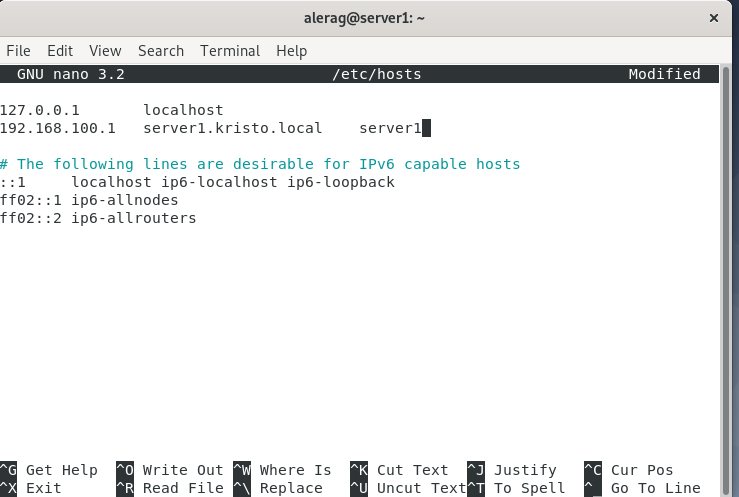 alerag@server1: ~ ×
File Edit View Search Terminal Help
GNU nano 3.2 /etc/hosts Modified
127.0.0.1 localhost
192.168.100.1 server1.kristo.local server1
# The following lines are desirable for IPv6 capable hosts
::1 localhost ip6-localhost ip6-loopback
ff02::1 ip6-allnodes
ff02::2 ip6-allrouters
^G Get Help ^O Write Out ^W Where Is ^K Cut Text ^J Justify ^C Cur Pos
^X Exit ^R Read File ^\ Replace ^U Uncut Text ^T To Spell ^_ Go To Line